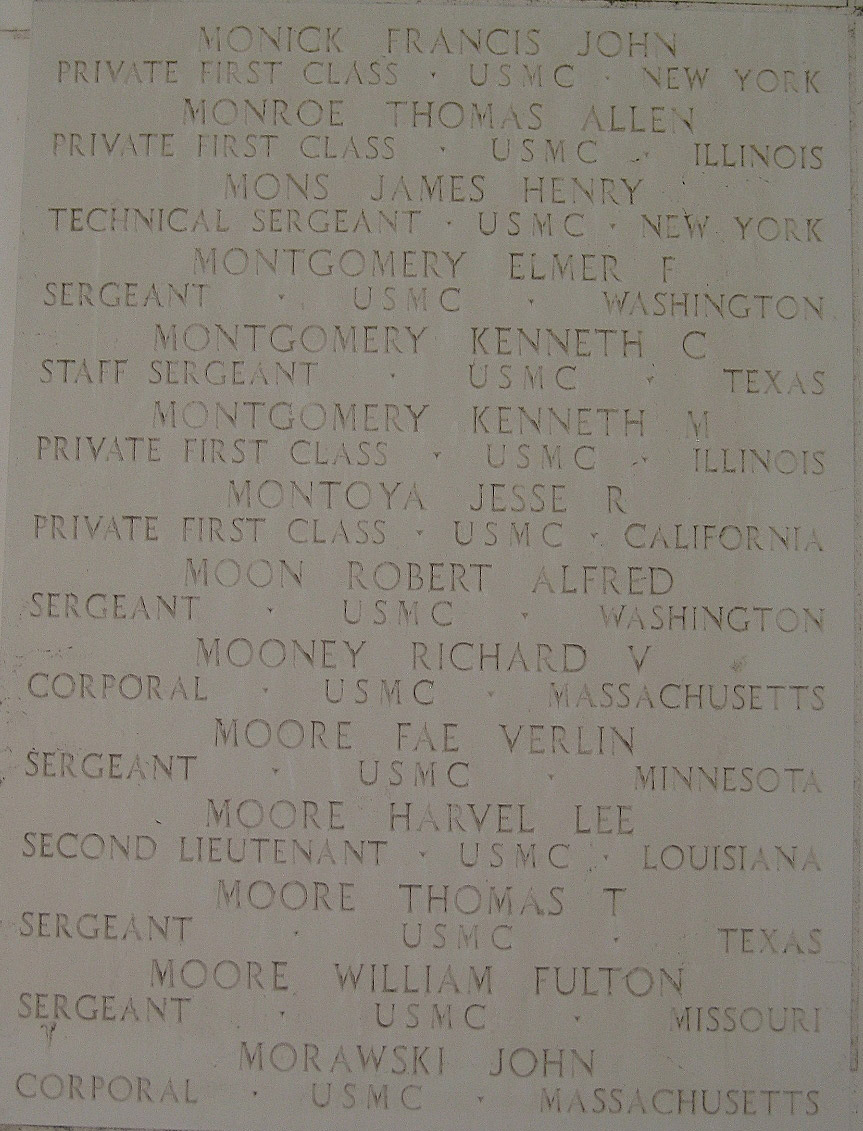 MONICK FRANCIS JOHN
PRIVATE FIRST CLASS · USMC · NEW YORK
MONROE THOMAS ALLEN
PRIVATE FIRST CLASS · USMC · ILLINOIS
MONS JAMES HENRY
TECHNICAL SERGEANT · USMC · NEW YORK
MONTGOMERY ELMER F
SERGEANT · USMC · WASHINGTON
MONTGOMERY KENNETH C
STAFF SERGEANT · USMC · TEXAS
MONTGOMERY KENNETH M
PRIVATE FIRST CLASS · USMC · ILLINOIS
MONTOYA JESSE R
PRIVATE FIRST CLASS · USMC · CALIFORNIA
MOON ROBERT ALFRED
SERGEANT · USMC · WASHINGTON
MOONEY RICHARD V
CORPORAL · USMC · MASSACHUSETTS
MOORE FAE VERLIN
SERGEANT · USMC · MINNESOTA
MOORE HARVEL LEE
SECOND LIEUTENANT · USMC · LOUISIANA
MOORE THOMAS T
SERGEANT · USMC · TEXAS
MOORE WILLIAM FULTON
SERGEANT · USMC · MISSOURI
MORAWSKI JOHN
CORPORAL · USMC · MASSACHUSETTS